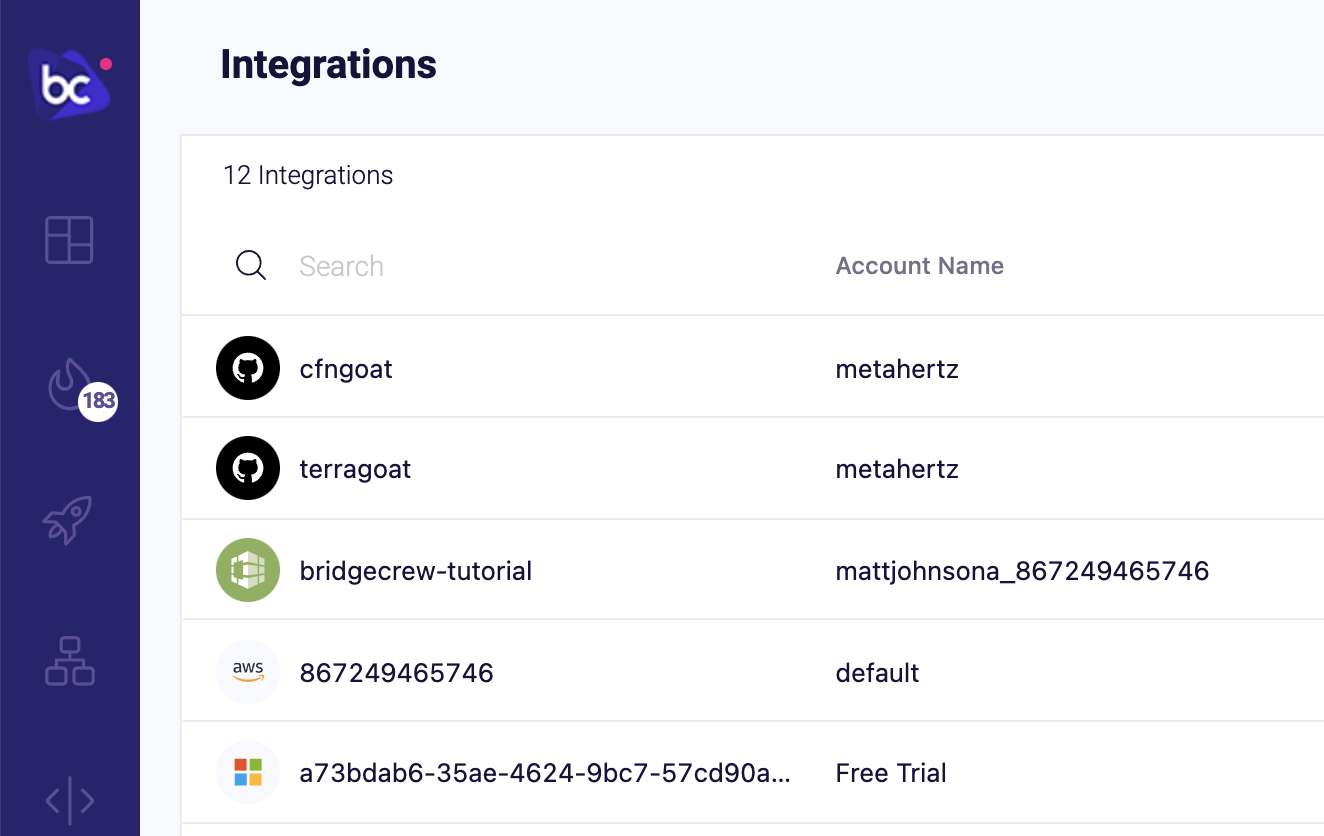 bc
Integrations
12 Integrations
Search Account Name
cfngoat metahertz
183
terragoat metahertz
bridgecrew-tutorial mattjohnsona_867249465746
aws 867249465746 default
a73bdab6-35ae-4624-9bc7-57cd90a... Free Trial